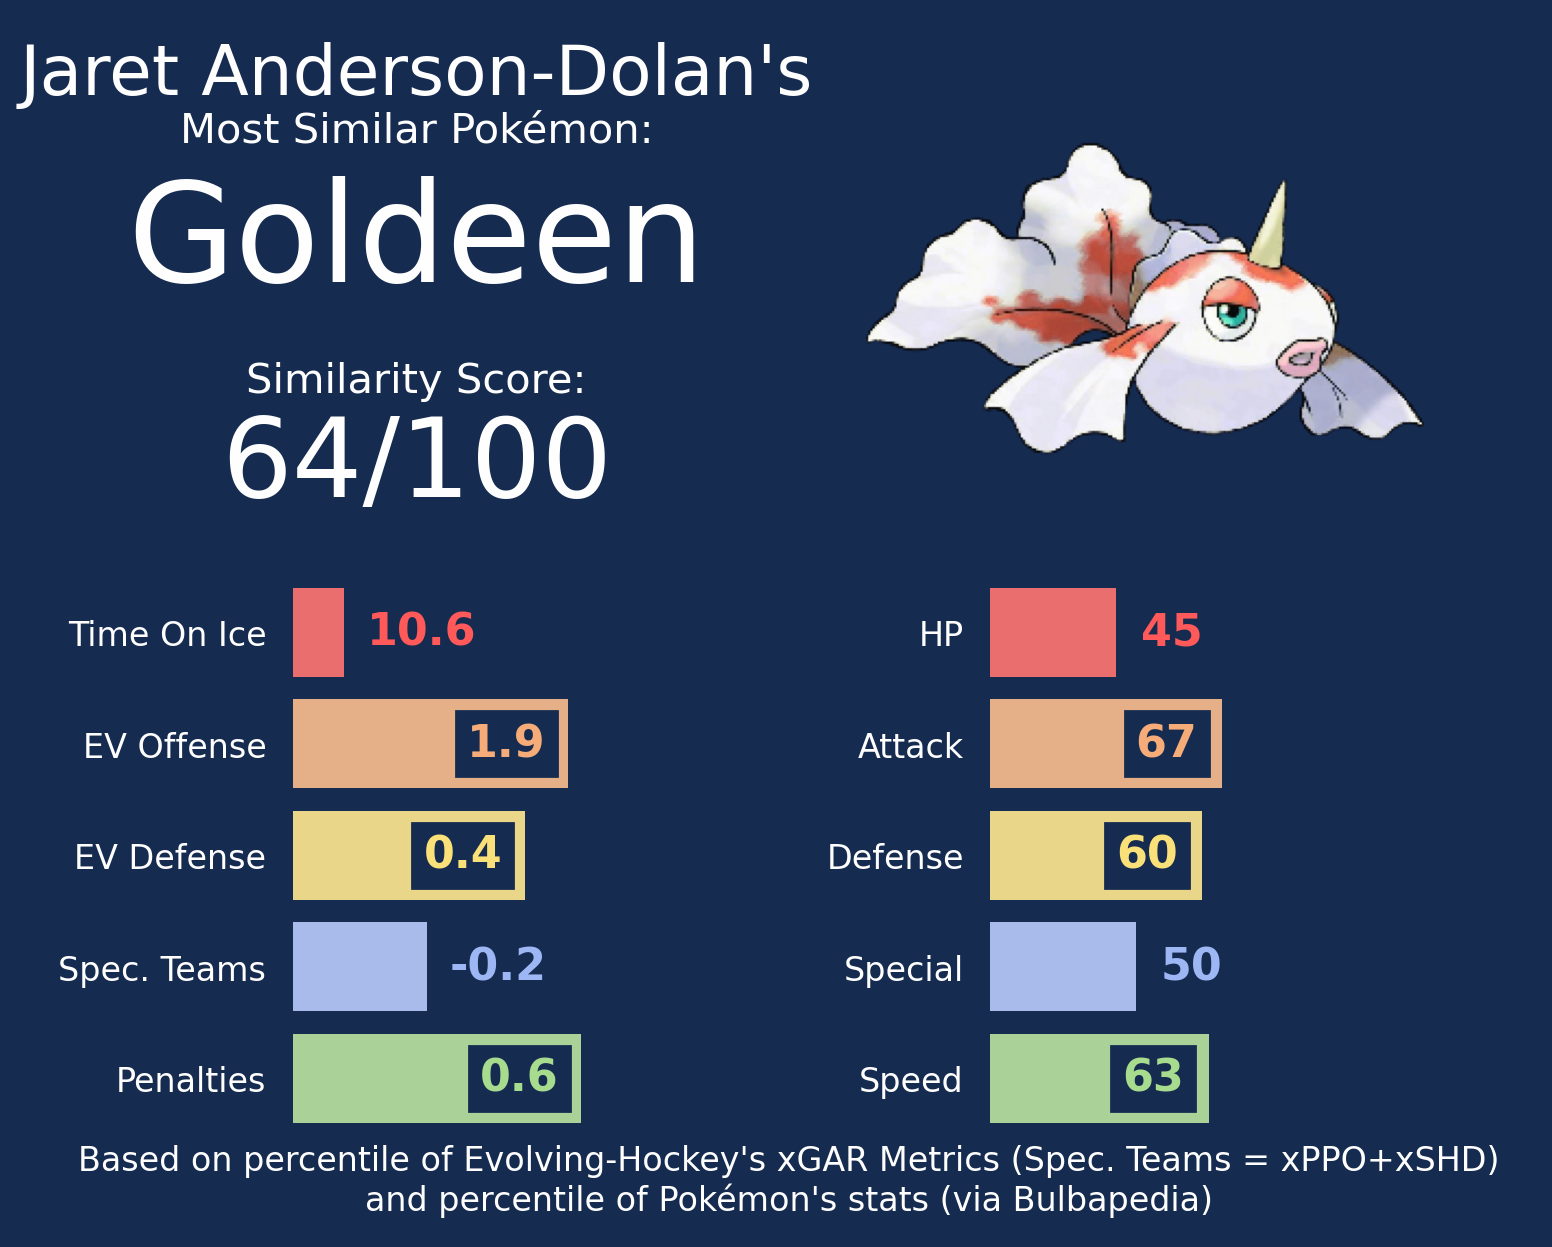 Jaret Anderson-Dolan's
Most Similar Pokémon:
Goldeen
Similarity Score:
64/100
Time On Ice 10.6
EV Offense 1.9
EV Defense 0.4
Spec. Teams -0.2
Penalties 0.6
HP 45
Attack 67
Defense 60
Special 50
Speed 63
Based on percentile of Evolving-Hockey's xGAR Metrics (Spec. Teams = xPPO+xSHD)
and percentile of Pokémon's stats (via Bulbapedia)